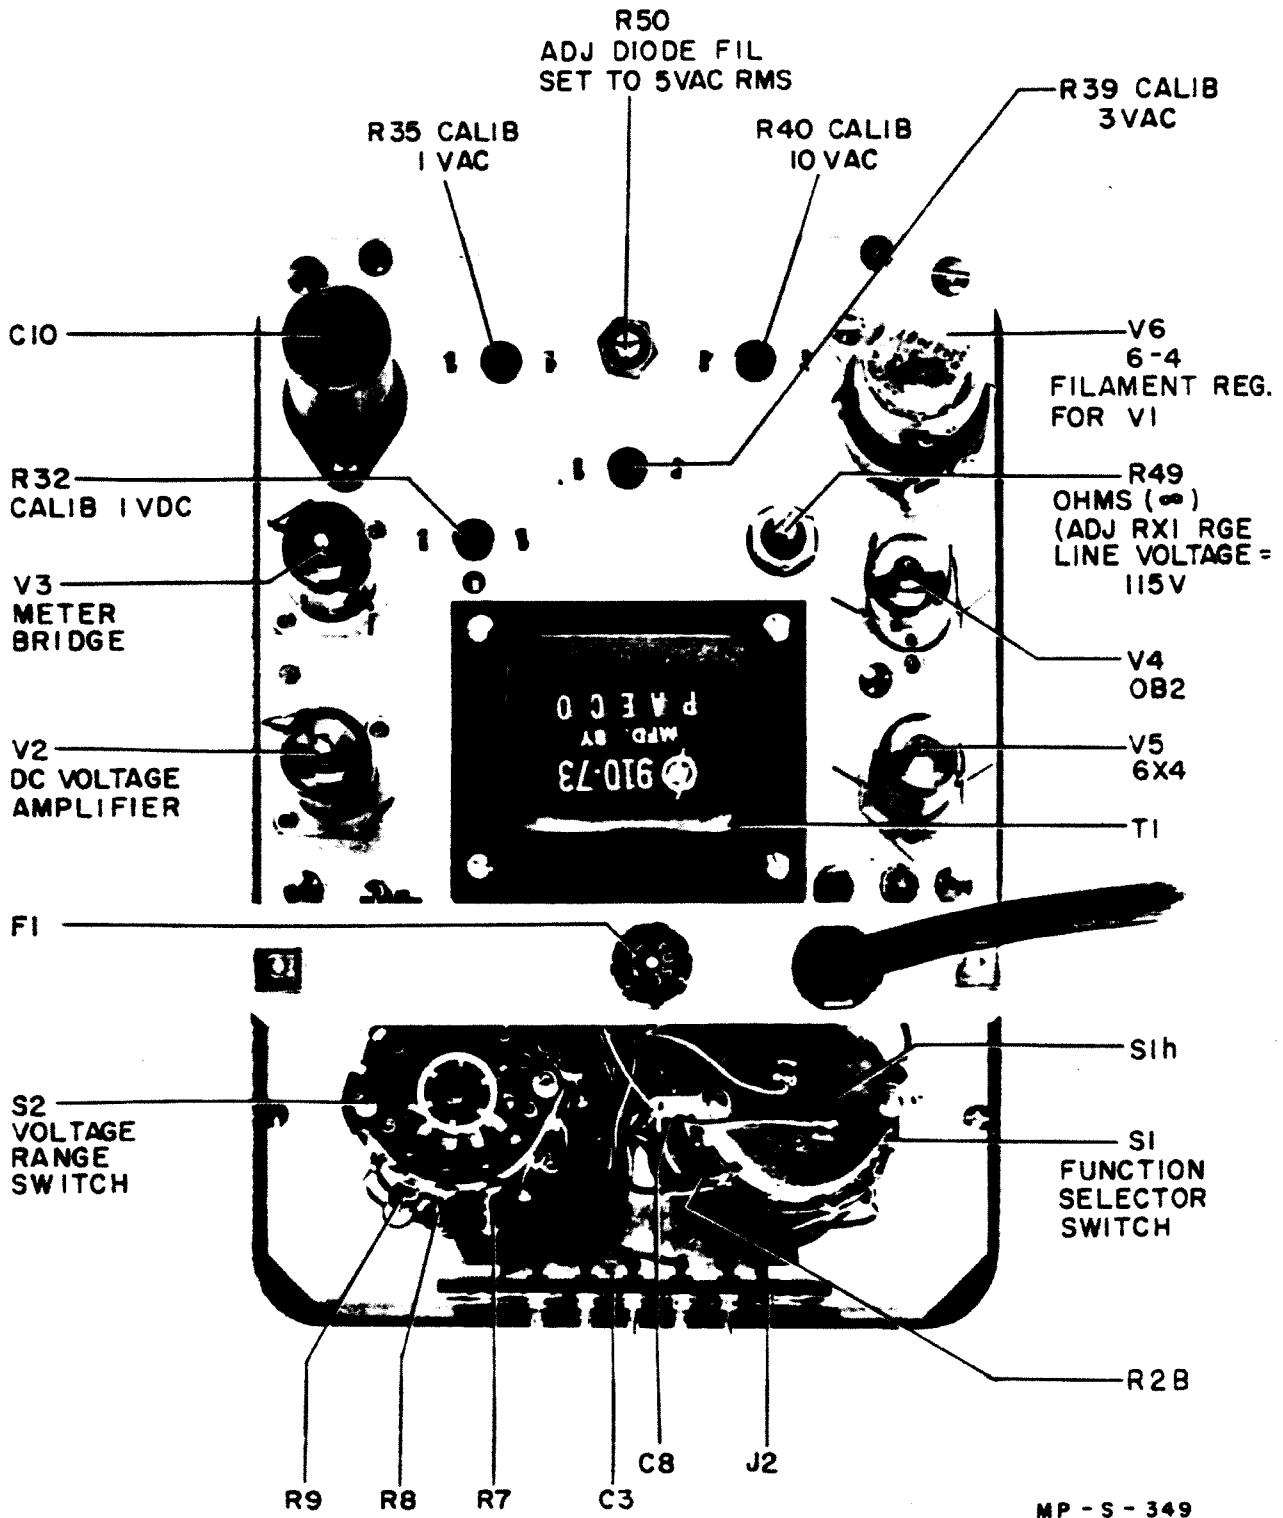 R50
ADJ DIODE FIL
SET TO 5VAC RMS
R39 CALIB
3VAC
R35 CALIB
1 VAC
R40 CALIB
10 VAC
C10
V6
6-4
FILAMENT REG.
FOR V1
R32
CALIB 1 VDC
R49
OHMS (∞)
(ADJ RX1 RGE
LINE VOLTAGE =
115V
V3
METER
BRIDGE
V4
OB2
PAECO
MFD. BY
910-73
V2
DC VOLTAGE
AMPLIFIER
V5
6X4
T1
F1
S1h
S2
VOLTAGE
RANGE
SWITCH
S1
FUNCTION
SELECTOR
SWITCH
R2B
C8
J2
R9
R8
R7
C3
MP-S-349